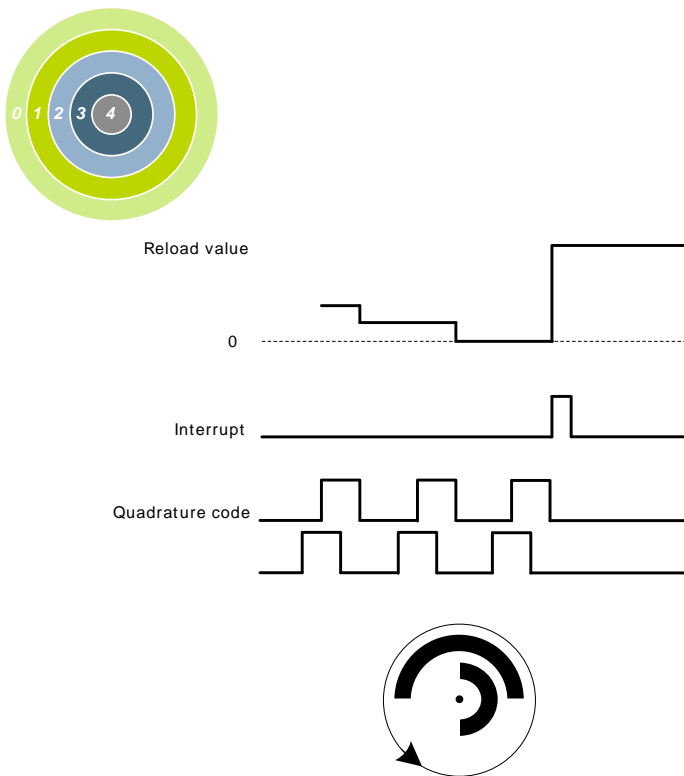 0 1 2 3 4
Reload value
0
Interrupt
Quadrature code